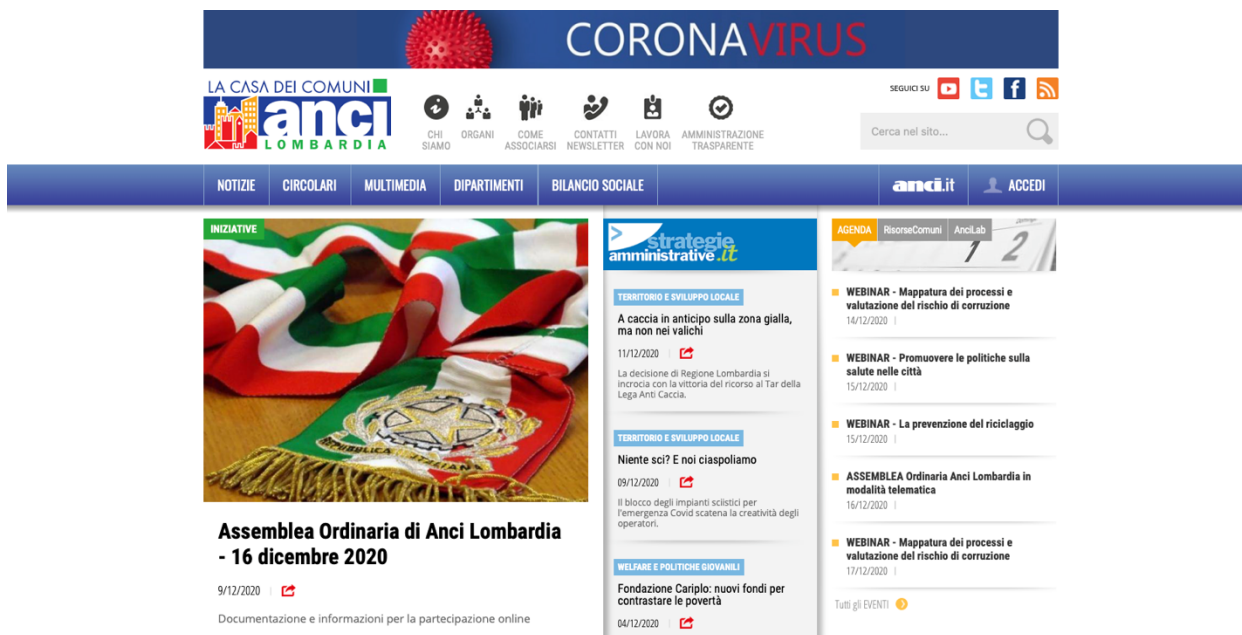 CORONAVIRUS
LA CASA DEI COMUNI
anci
LOMBARDIA
CHI
SIAMO
ORGANI
COME
ASSOCIARSI
CONTATTI
NEWSLETTER
LAVORA
CON NOI
AMMINISTRAZIONE
TRASPARENTE
SEGUICI SU
Cerca nel sito...
NOTIZIE
CIRCOLARI
MULTIMEDIA
DIPARTIMENTI
BILANCIO SOCIALE
anci.it
ACCEDI
INIZIATIVE
REPUBBLICA ITALIANA
Assemblea Ordinaria di Anci Lombardia
- 16 dicembre 2020
9/12/2020
Documentazione e informazioni per la partecipazione online
strategie
amministrative.it
TERRITORIO E SVILUPPO LOCALE
A caccia in anticipo sulla zona gialla,
ma non nei valichi
11/12/2020
La decisione di Regione Lombardia si
incrocia con la vittoria del ricorso al Tar della
Lega Anti Caccia.
TERRITORIO E SVILUPPO LOCALE
Niente sci? E noi ciaspoliamo
09/12/2020
Il blocco degli impianti sciistici per
l'emergenza Covid scatena la creatività degli
operatori.
WELFARE E POLITICHE GIOVANILI
Fondazione Cariplo: nuovi fondi per
contrastare le povertà
04/12/2020
AGENDA
RisorseComuni
AnciLab
1 2
WEBINAR - Mappatura dei processi e
valutazione del rischio di corruzione
14/12/2020
WEBINAR - Promuovere le politiche sulla
salute nelle città
15/12/2020
WEBINAR - La prevenzione del riciclaggio
15/12/2020
ASSEMBLEA Ordinaria Anci Lombardia in
modalità telematica
16/12/2020
WEBINAR - Mappatura dei processi e
valutazione del rischio di corruzione
17/12/2020
Tutti gli EVENTI